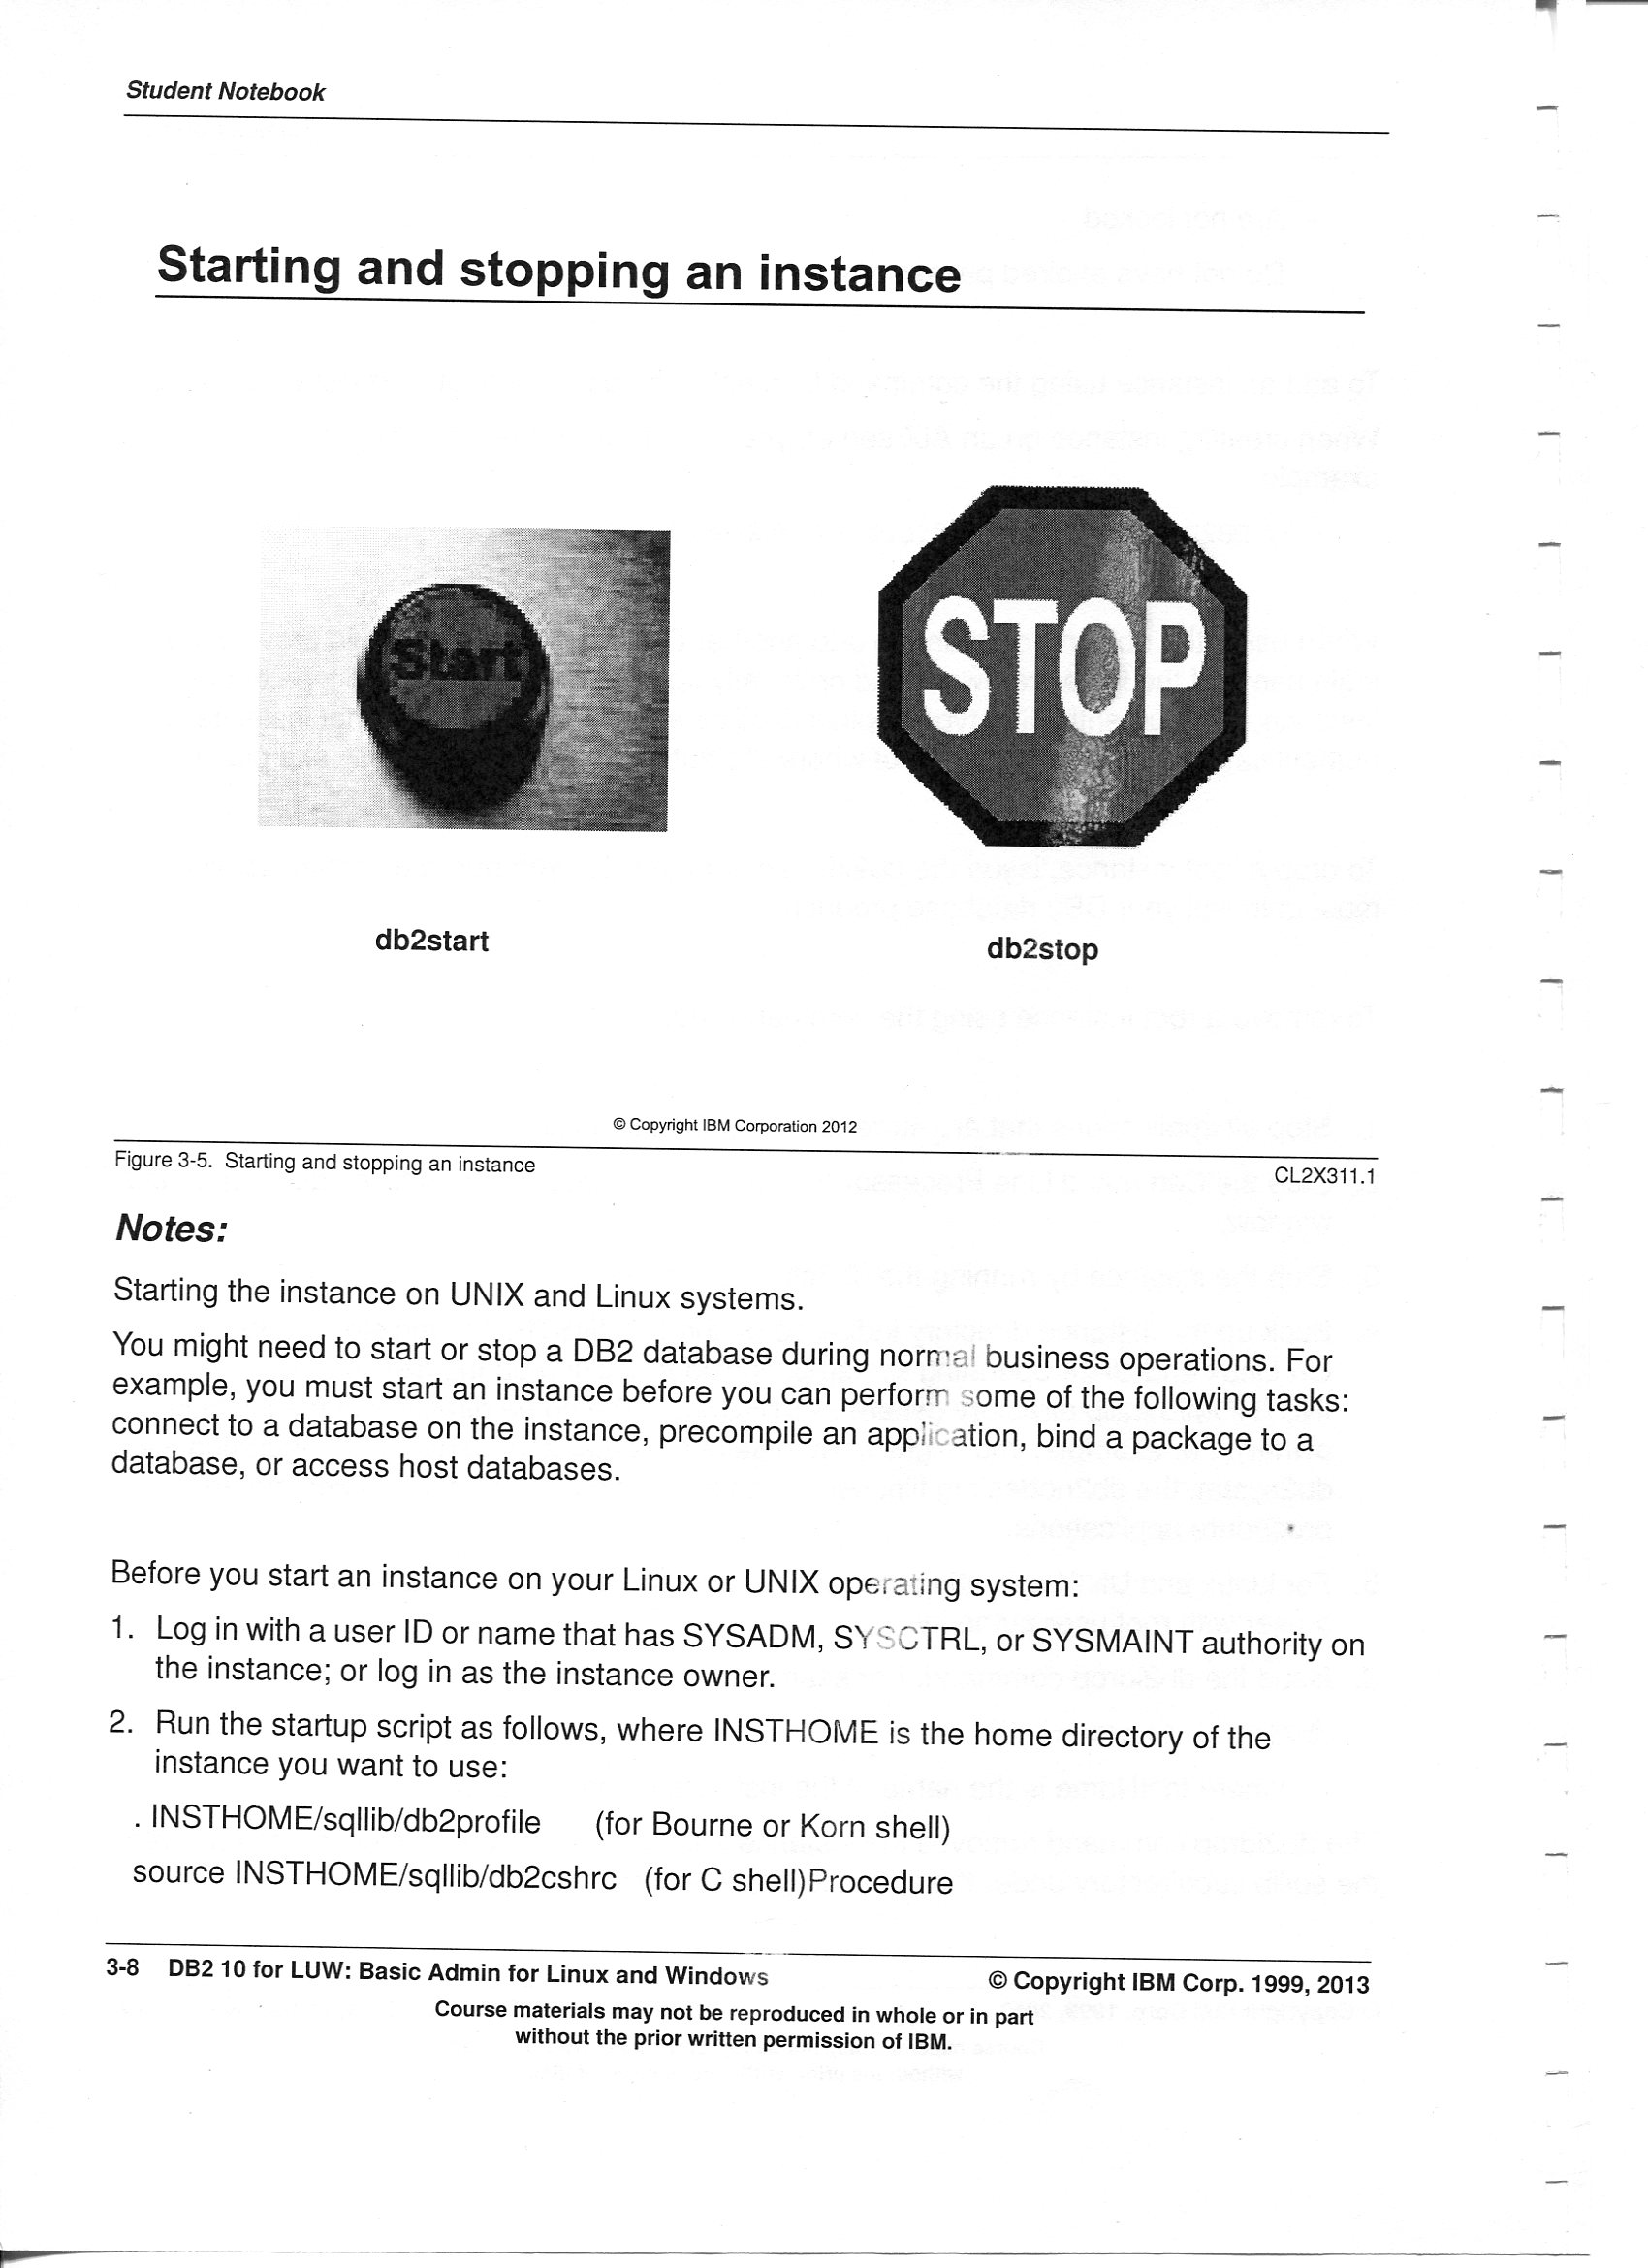 Student Notebook
Starting and stopping an instance
Start
STOP
db2start
db2stop
© Copyright IBM Corporation 2012
Figure 3-5. Starting and stopping an instance
CL2X311.1
Notes:
Starting the instance on UNIX and Linux systems.
You might need to start or stop a DB2 database during normal business operations. For
example, you must start an instance before you can perform some of the following tasks:
connect to a database on the instance, precompile an application, bind a package to a
database, or access host databases.
Before you start an instance on your Linux or UNIX operating system:
1. Log in with a user ID or name that has SYSADM, SYSCTRL, or SYSMAINT authority on
the instance; or log in as the instance owner.
2. Run the startup script as follows, where INSTHOME is the home directory of the
instance you want to use:
. INSTHOME/sqllib/db2profile (for Bourne or Korn shell)
source INSTHOME/sqllib/db2cshrc (for C shell)Procedure
3-8 DB2 10 for LUW: Basic Admin for Linux and Windows
© Copyright IBM Corp. 1999, 2013
Course materials may not be reproduced in whole or in part
without the prior written permission of IBM.